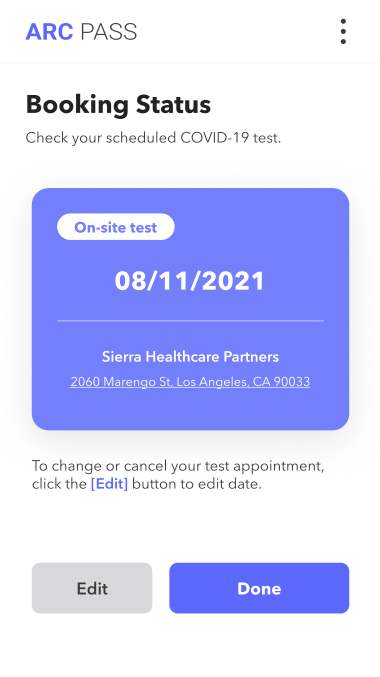 ARC PASS
Booking Status
Check your scheduled COVID-19 test.
On-site test
08/11/2021
Sierra Healthcare Partners
2060 Marengo St, Los Angeles, CA 90033
To change or cancel your test appointment,
click the [Edit] button to edit date.
Edit
Done